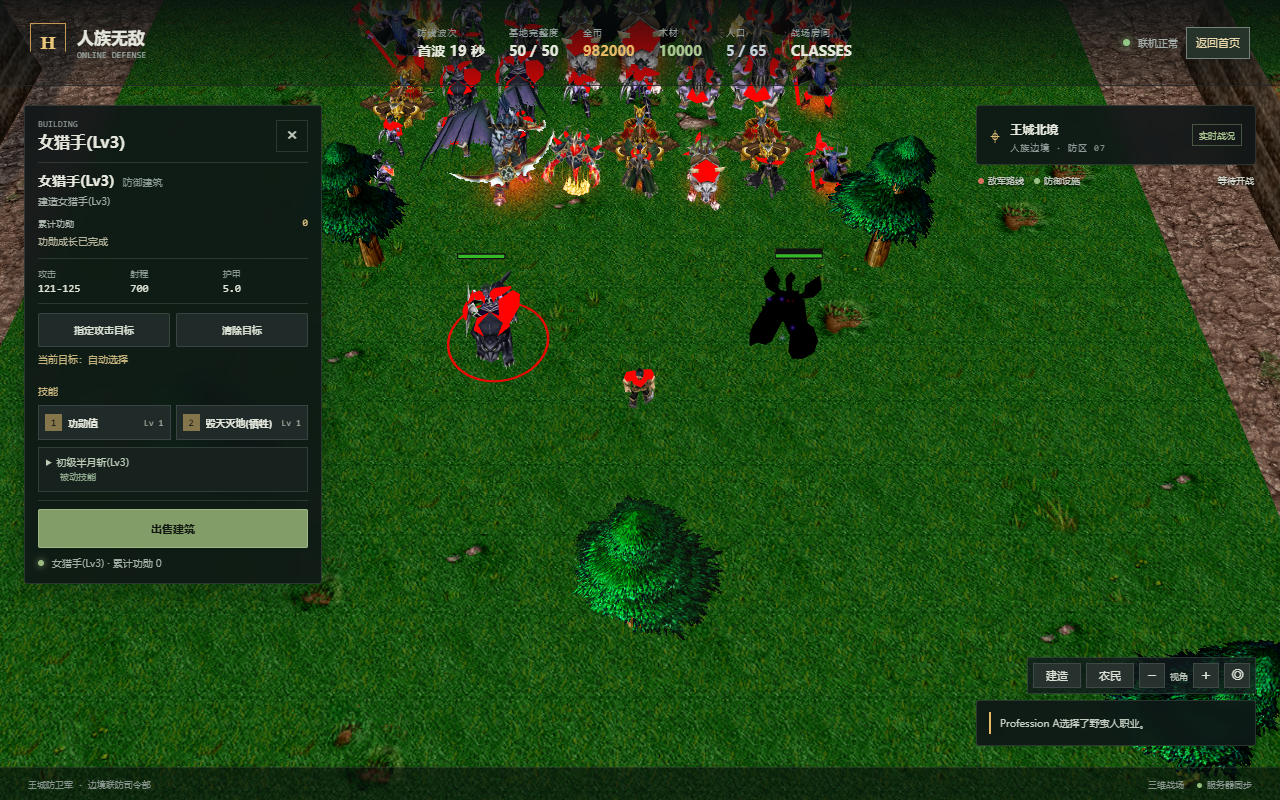 H
人族无敌
ONLINE DEFENSE
防御波次
首波 19 秒
基地完整度
50 / 50
金币
982000
木材
10000
人口
5 / 65
战场房间
CLASSES
联机正常
返回首页
BUILDING
女猎手(Lv3)
✕
女猎手(Lv3) 防御建筑
建造女猎手(Lv3)
累计功勋 0
功勋成长已完成
攻击 射程 护甲
121-125 700 5.0
指定攻击目标 清除目标
当前目标: 自动选择
技能
1 功勋值 Lv 1
2 毁天灭地(牺牲) Lv 1
▶ 初级半月斩(Lv3)
被动技能
出售建筑
女猎手(Lv3) · 累计功勋 0
王城北境
人族边境 · 防区 07
实时战况
敌军路线 防御设施 等待开战
建造 农民 − 视角 + ◎
Profession A选择了野蛮人职业。
王城防卫军 · 边境联防司令部
三维战场 服务器同步